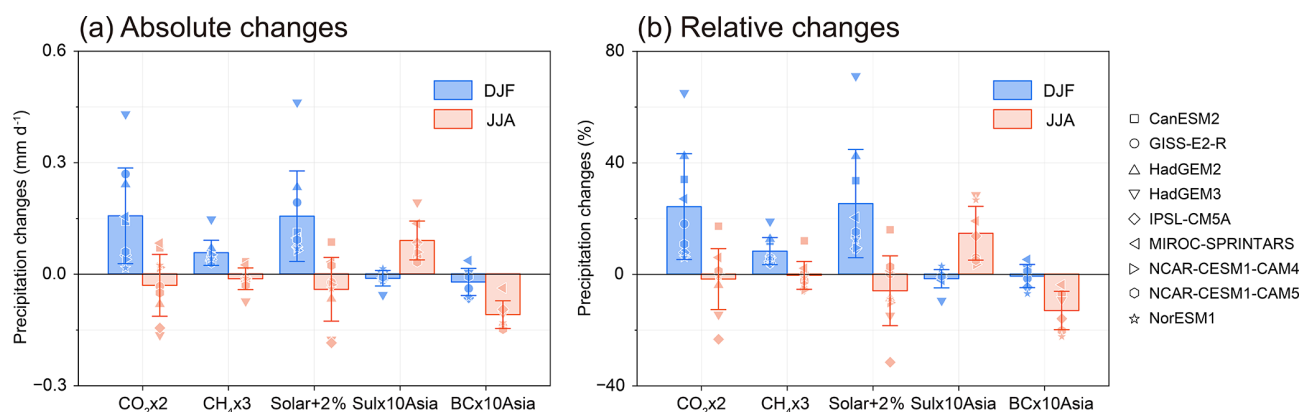 (a) Absolute changes
Precipitation changes (mm d⁻¹)
0.6
0.3
0.0
−0.3
DJF
JJA
CO₂x2
CH₄x3
Solar+2%
Sulx10Asia
BCx10Asia
(b) Relative changes
Precipitation changes (%)
80
40
0
−40
DJF
JJA
CO₂x2
CH₄x3
Solar+2%
Sulx10Asia
BCx10Asia
CanESM2
GISS-E2-R
HadGEM2
HadGEM3
IPSL-CM5A
MIROC-SPRINTARS
NCAR-CESM1-CAM4
NCAR-CESM1-CAM5
NorESM1